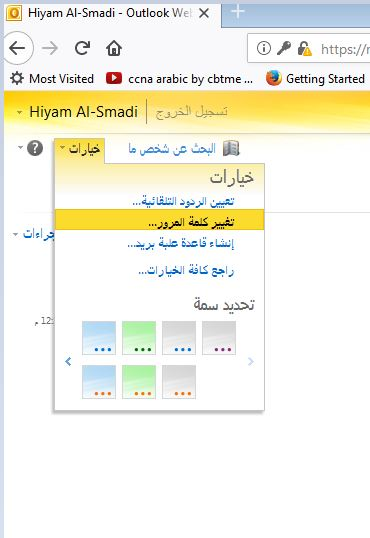 Hiyam Al-Smadi - Outlook Web
https://
Most Visited
ccna arabic by cbtme ...
Getting Started
Hiyam Al-Smadi
تسجيل الخروج
البحث عن شخص ما
خيارات
خيارات
تعيين الردود التلقائية...
تغيير كلمة المرور...
إنشاء قاعدة علبة بريد...
راجع كافة الخيارات...
تحديد سمة